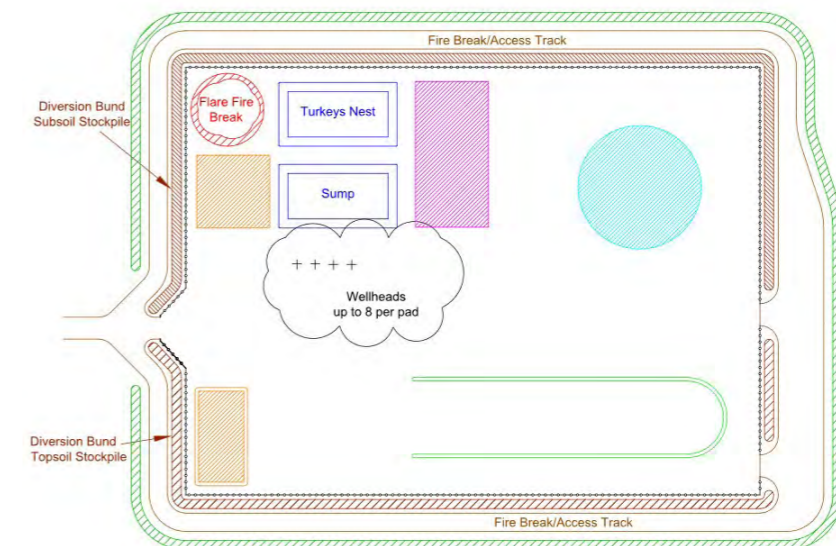 Fire Break/Access Track
Diversion Bund
Subsoil Stockpile
Flare Fire
Break
Turkeys Nest
Sump
Wellheads
up to 8 per pad
Diversion Bund
Topsoil Stockpile
Fire Break/Access Track